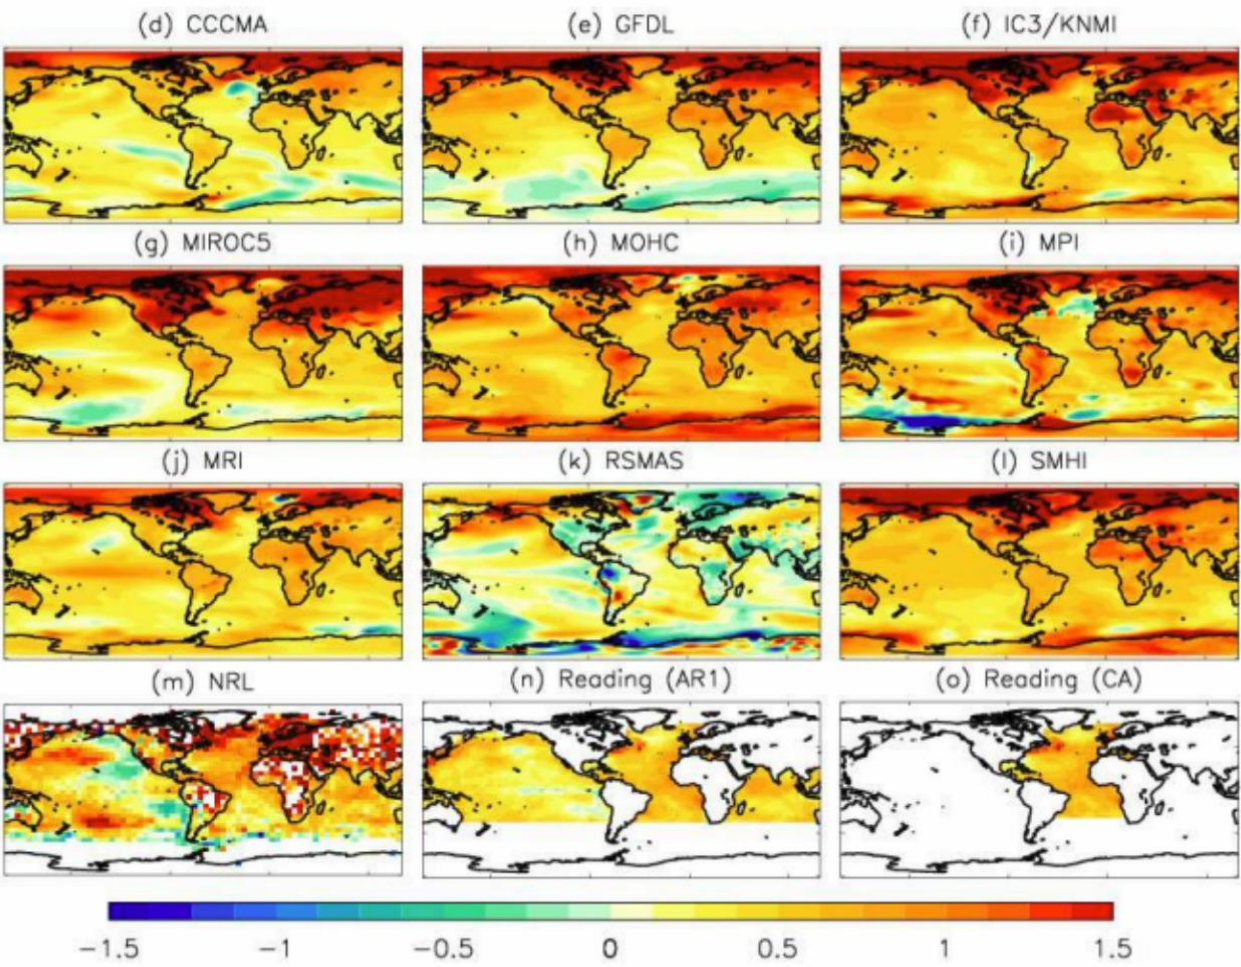 (d) CCCMA
(e) GFDL
(f) IC3/KNMI
(g) MIROC5
(h) MOHC
(i) MPI
(j) MRI
(k) RSMAS
(l) SMHI
(m) NRL
(n) Reading (AR1)
(o) Reading (CA)
−1.5 −1 −0.5 0 0.5 1 1.5